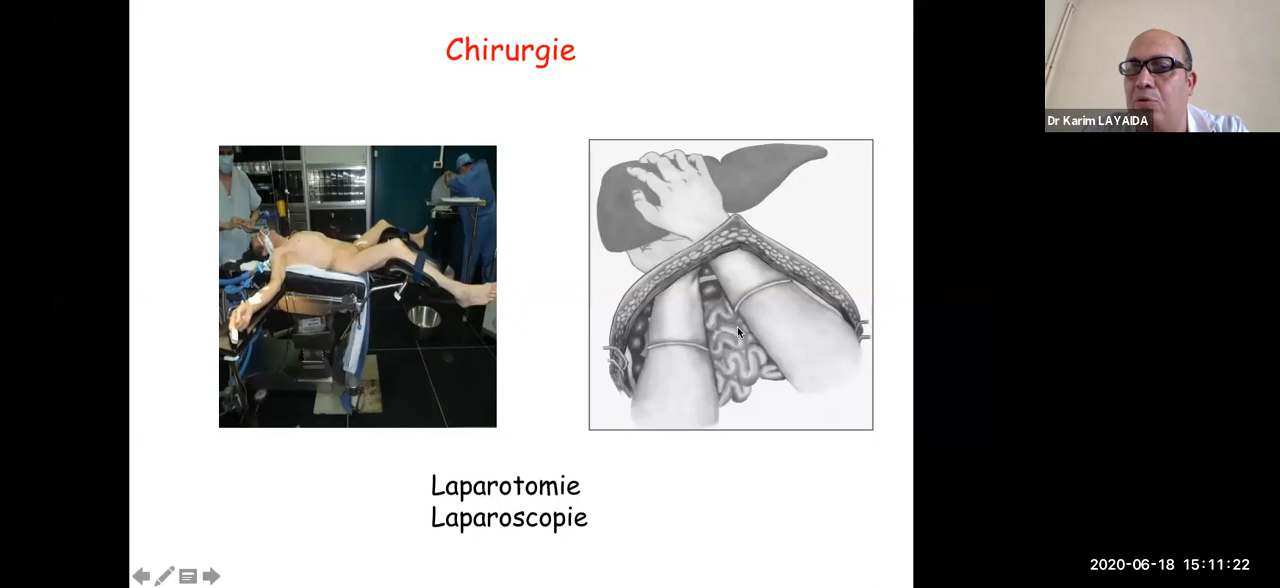 Chirurgie
Dr Karim LAYAIDA
Laparotomie
Laparoscopie
2020-06-18 15:11:22